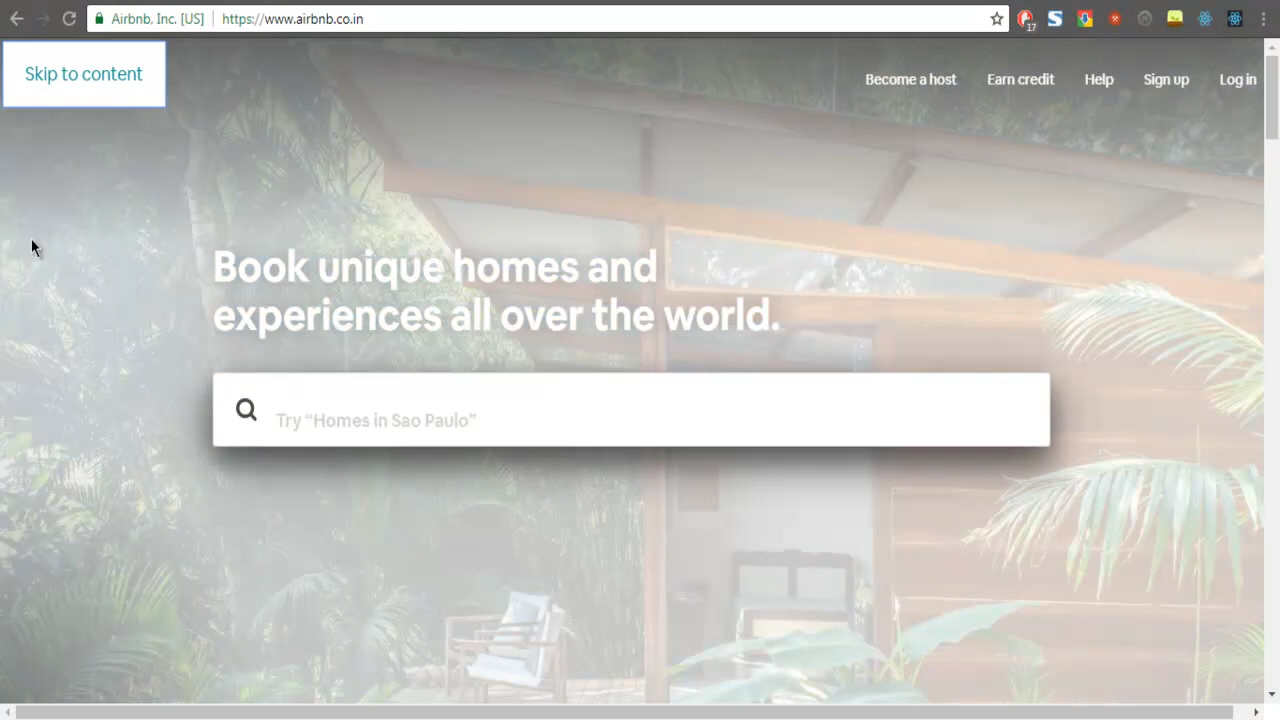 Airbnb, Inc. [US] https://www.airbnb.co.in
17
Skip to content
Become a host Earn credit Help Sign up Log in
Book unique homes and
experiences all over the world.
Try “Homes in Sao Paulo”